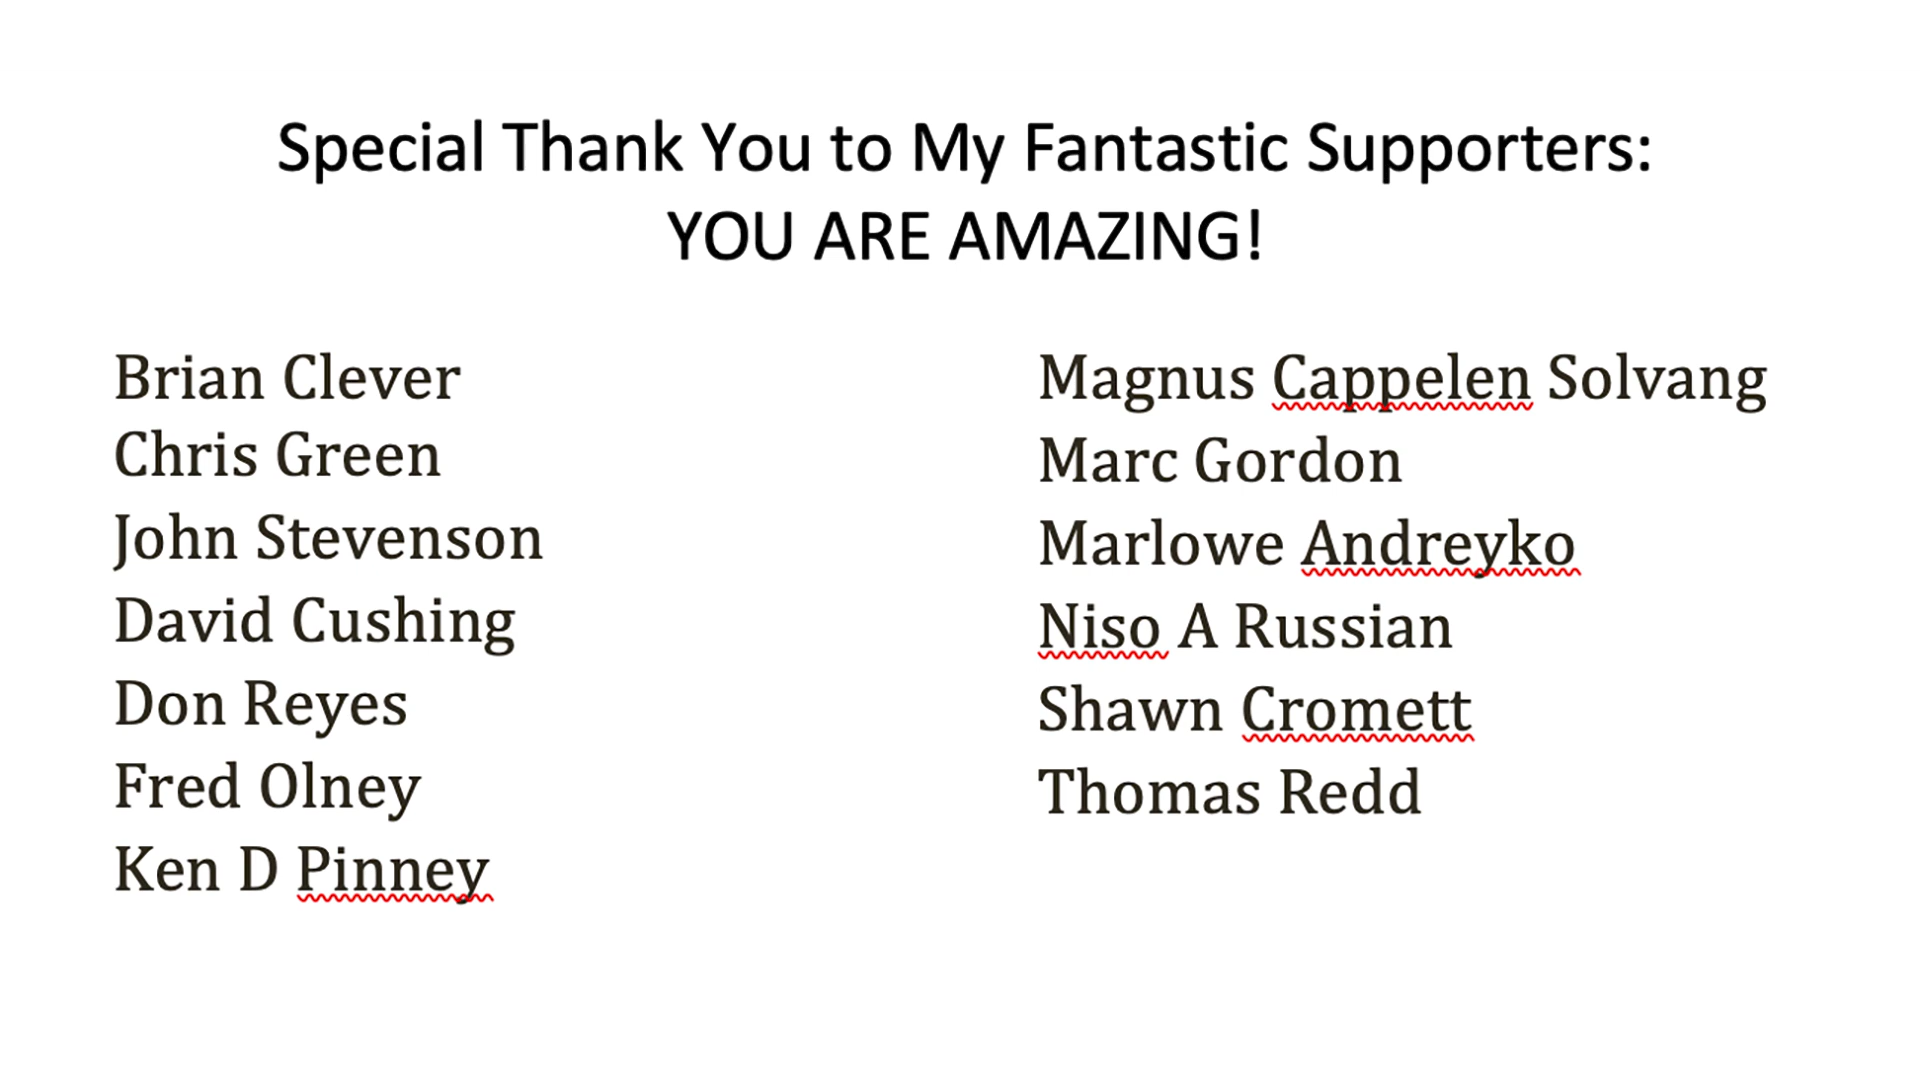 Special Thank You to My Fantastic Supporters:
YOU ARE AMAZING!
Brian Clever
Chris Green
John Stevenson
David Cushing
Don Reyes
Fred Olney
Ken D Pinney
Magnus Cappelen Solvang
Marc Gordon
Marlowe Andreyko
Niso A Russian
Shawn Cromett
Thomas Redd